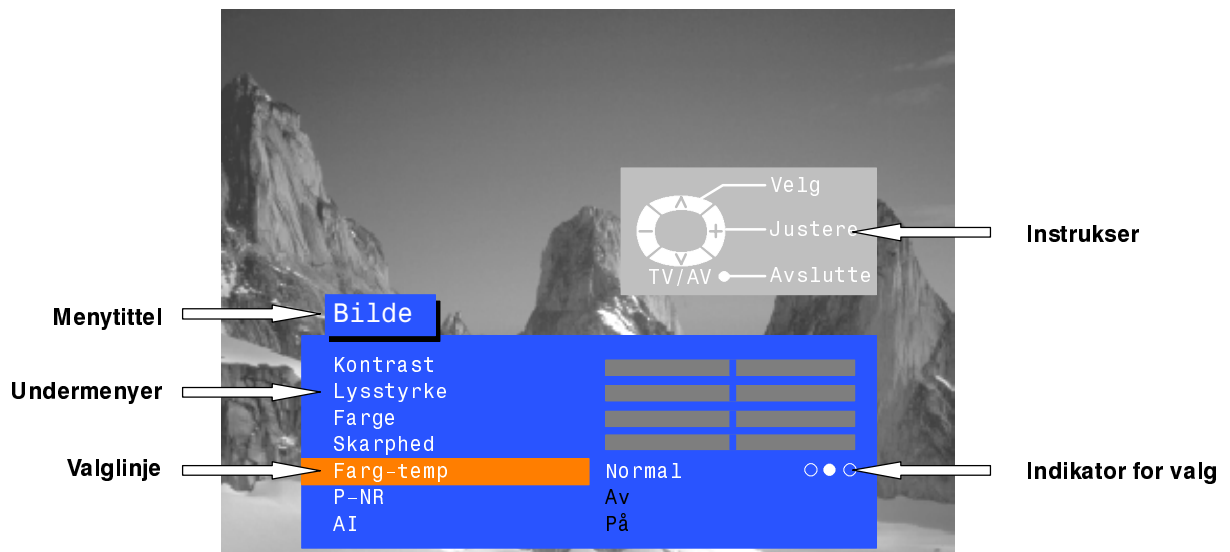 Velg
Justere
TV/AV
Avslutte
Instrukser
Menytittel
Bilde
Kontrast
Undermenyer
Lysstyrke
Farge
Skarphed
Valglinje
Farg-temp
Normal
Indikator for valg
P-NR
Av
AI
På